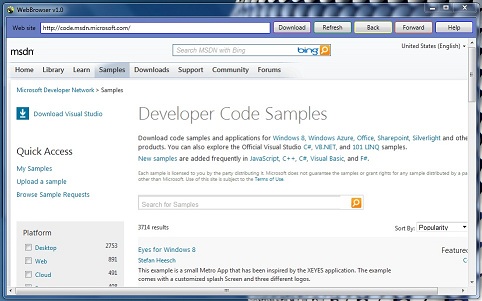 WebBrowser v1.0
Web site http://code.msdn.microsoft.com/ Download Refresh Back Forward Help
msdn Search MSDN with Bing bing United States (English)
Home Library Learn Samples Downloads Support Community Forums
Microsoft Developer Network > Samples
Download Visual Studio
Quick Access
My Samples
Upload a sample
Browse Sample Requests
Platform
Desktop 2753
Web 891
Cloud 491
Developer Code Samples
Download code samples and applications for Windows 8, Windows Azure, Office, Sharepoint, Silverlight and othe
products. You can also explore the Official Visual Studio C#, VB.NET, and 101 LINQ samples.
New samples are added frequently in JavaScript, C++, C#, Visual Basic, and F#.
Each sample is licensed to you by the party distributing it. Microsoft does not guarantee the samples or grant rights for any sample distributed by a pa
other than Microsoft. Use of this site is subject to the Terms of Use.
Search for Samples
3714 results Sort By: Popularity
Eyes for Windows 8 Feature
Stefan Heesch C
This example is a small Metro App that has been inspired by the XEYES application. The example
comes with a customized splash Screen and three different logos.